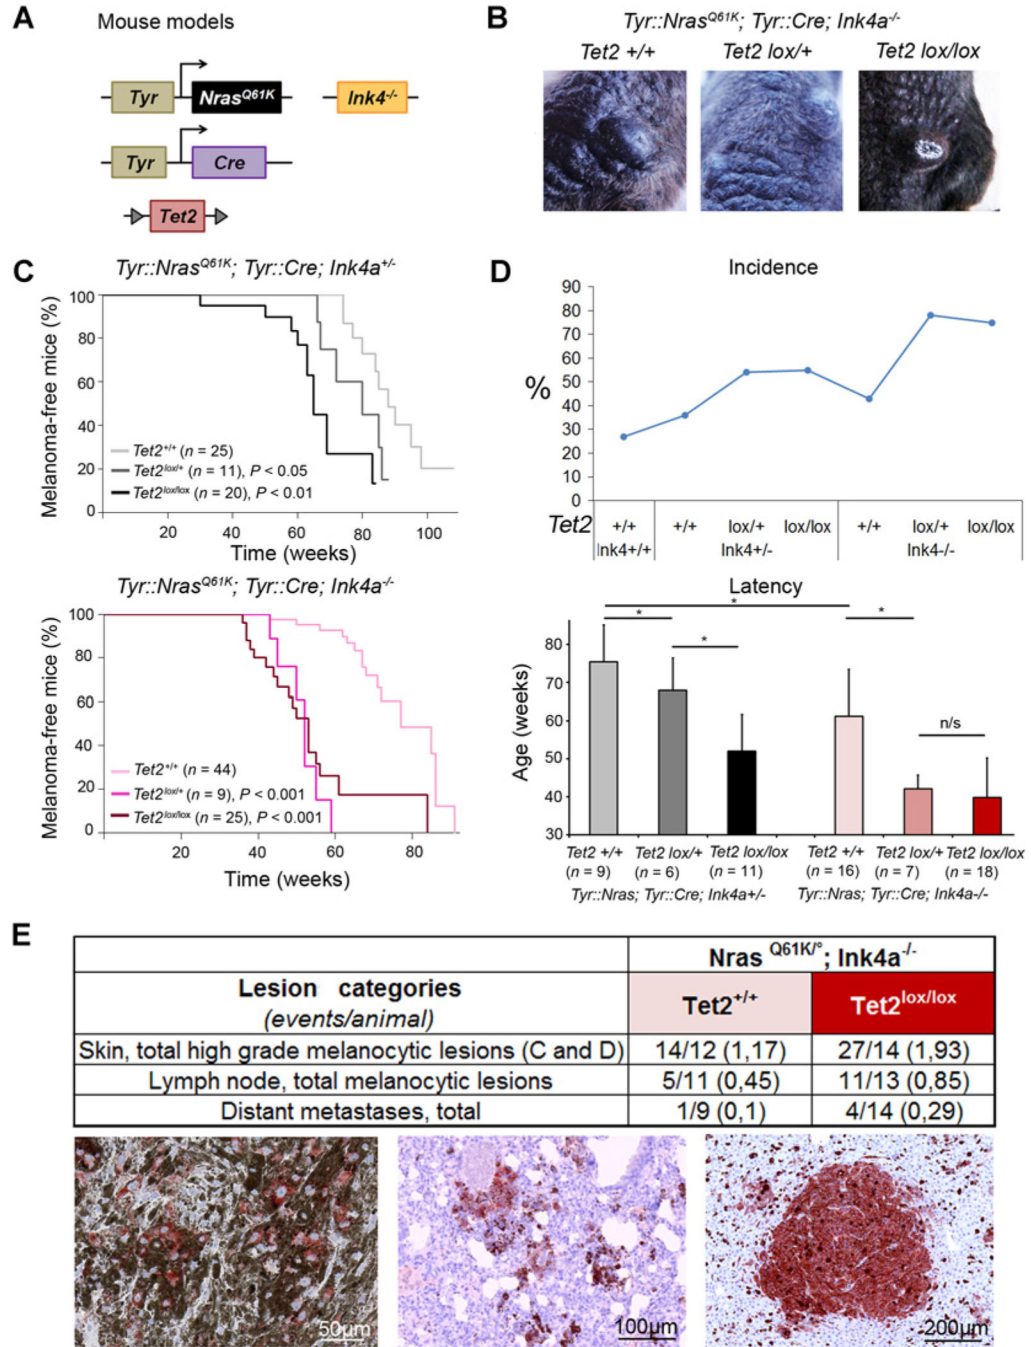 A
Mouse models
Tyr
NrasQ61K
Ink4-/-
Tyr
Cre
Tet2
B
Tyr::NrasQ61K; Tyr::Cre; Ink4a-/-
Tet2 +/+
Tet2 lox/+
Tet2 lox/lox
C
Tyr::NrasQ61K; Tyr::Cre; Ink4a+/-
Melanoma-free mice (%)
100
80
60
40
20
0
Tet2+/+ (n = 25)
Tet2lox/+ (n = 11), P < 0.05
Tet2lox/lox (n = 20), P < 0.01
20 40 60 80 100
Time (weeks)
Tyr::NrasQ61K; Tyr::Cre; Ink4a-/-
Melanoma-free mice (%)
100
80
60
40
20
0
Tet2+/+ (n = 44)
Tet2lox/+ (n = 9), P < 0.001
Tet2lox/lox (n = 25), P < 0.001
20 40 60 80
Time (weeks)
D
Incidence
%
90
80
70
60
50
40
30
20
10
0
Tet2 +/+ +/+ lox/+ lox/lox +/+ lox/+ lox/lox
Ink4+/+ Ink4+/- Ink4-/-
Latency
Age (weeks)
80
70
60
50
40
30
* * * * n/s
Tet2 +/+ Tet2 lox/+ Tet2 lox/lox Tet2 +/+ Tet2 lox/+ Tet2 lox/lox
(n = 9) (n = 6) (n = 11) (n = 16) (n = 7) (n = 18)
Tyr::Nras; Tyr::Cre; Ink4a+/- Tyr::Nras; Tyr::Cre; Ink4a-/-
E
Nras Q61K/°; Ink4a-/-
Lesion categories
(events/animal)
Tet2+/+
Tet2lox/lox
Skin, total high grade melanocytic lesions (C and D) 14/12 (1,17) 27/14 (1,93)
Lymph node, total melanocytic lesions 5/11 (0,45) 11/13 (0,85)
Distant metastases, total 1/9 (0,1) 4/14 (0,29)
50µm
100µm
200µm